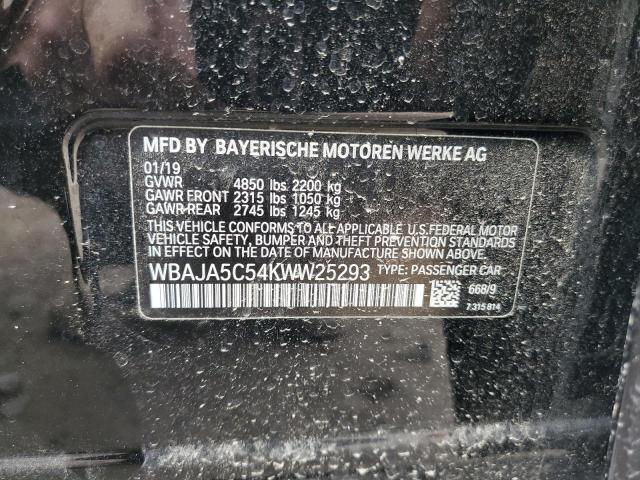 MFD BY BAYERISCHE MOTOREN WERKE AG
01/19
GVWR 4850 lbs 2200 kg
GAWR FRONT 2315 lbs 1050 kg
GAWR REAR 2745 lbs 1245 kg
THIS VEHICLE CONFORMS TO ALL APPLICABLE U.S.FEDERAL MOTOR
VEHICLE SAFETY, BUMPER, AND THEFT PREVENTION STANDARDS
IN EFFECT ON THE DATE OF MANUFACTURE SHOWN ABOVE.
WBAJA5C54KWW25293 TYPE: PASSENGER CAR
668/9
7 315 814